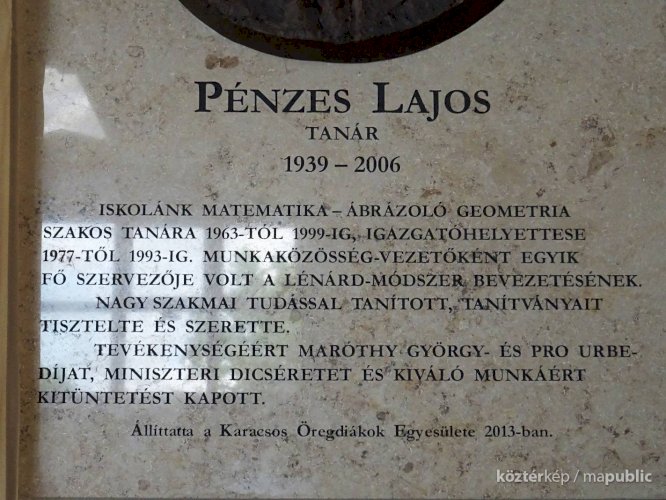 PÉNZES LAJOS
TANÁR
1939 – 2006
ISKOLÁNK MATEMATIKA – ÁBRÁZOLÓ GEOMETRIA
SZAKOS TANÁRA 1963-TÓL 1999-IG, IGAZGATÓHELYETTESE
1977-TŐL 1993-IG. MUNKAKÖZÖSSÉG-VEZETŐKÉNT EGYIK
FŐ SZERVEZŐJE VOLT A LÉNÁRD-MÓDSZER BEVEZETÉSÉNEK.
NAGY SZAKMAI TUDÁSSAL TANÍTOTT, TANÍTVÁNYAIT
TISZTELTE ÉS SZERETTE.
TEVÉKENYSÉGÉÉRT MARÓTHY GYÖRGY- ÉS PRO URBE-
DÍJAT, MINISZTERI DICSÉRETET ÉS KIVÁLÓ MUNKÁÉRT
KITÜNTETÉST KAPOTT.
Állíttatta a Karacsos Öregdiákok Egyesülete 2013-ban.
köztérkép / mapublic